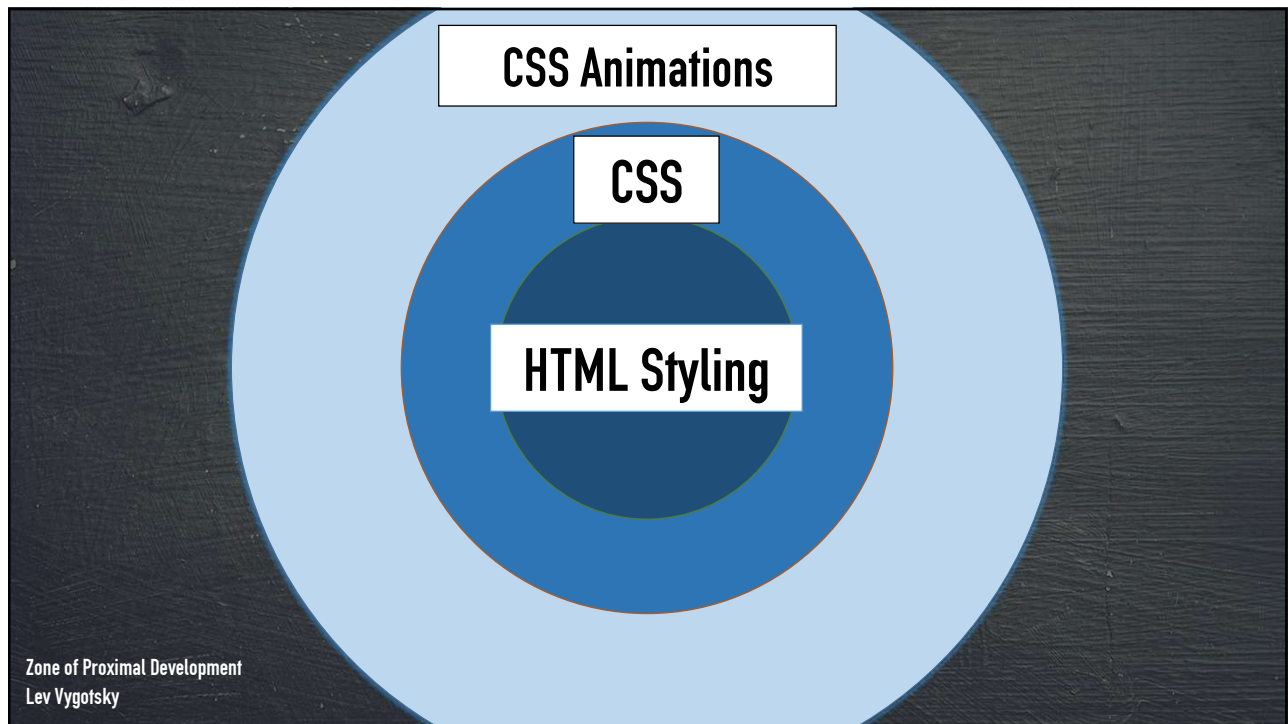 CSS Animations
CSS
HTML Styling
Zone of Proximal Development
Lev Vygotsky